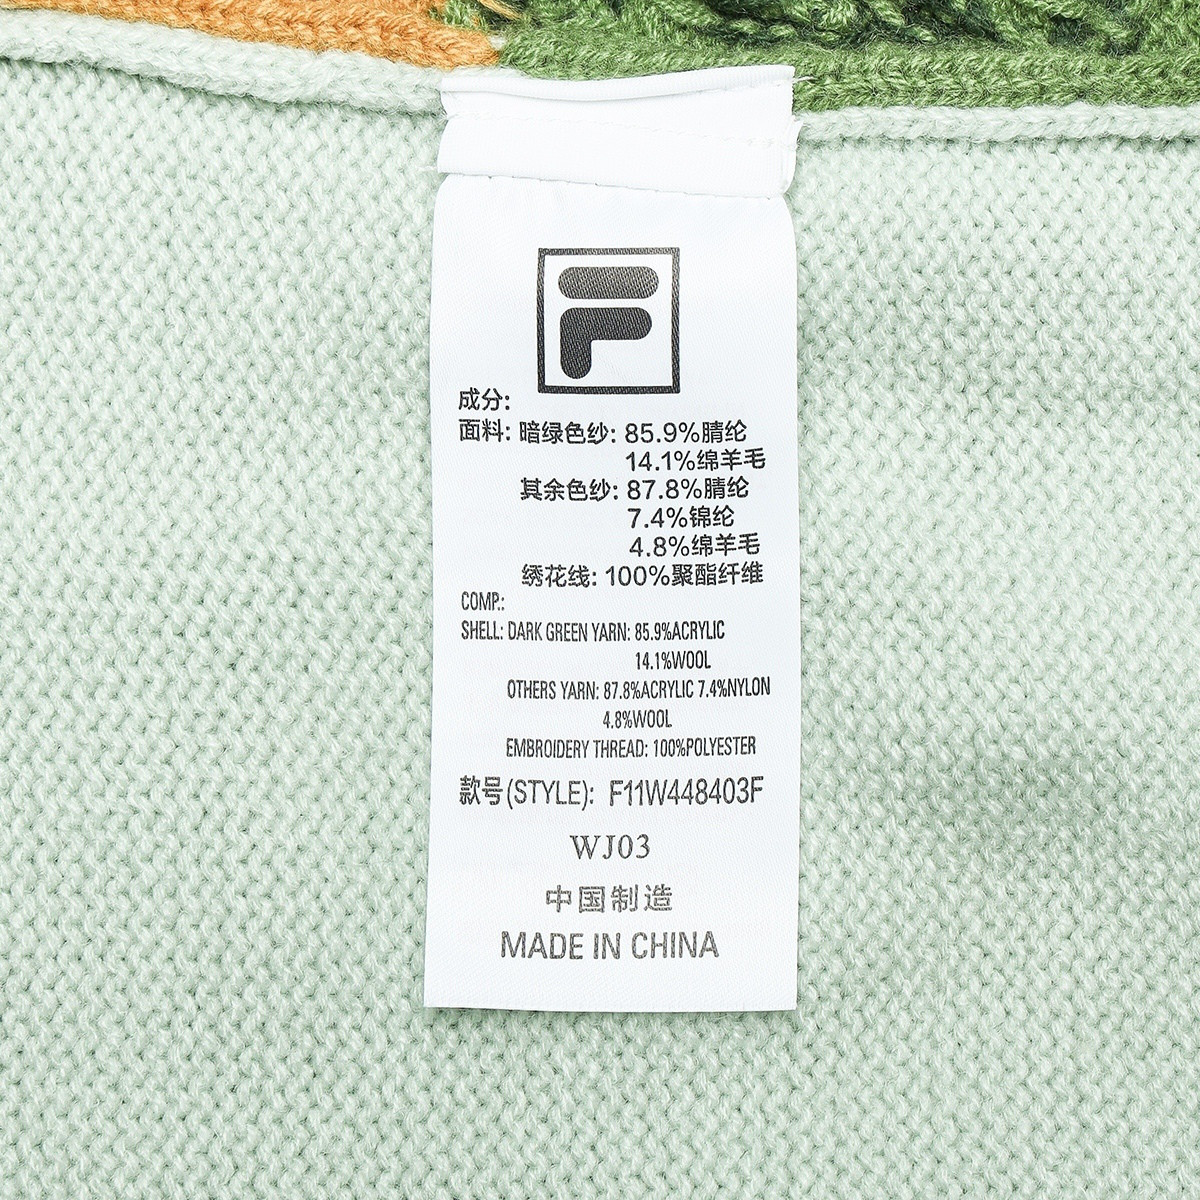 成分:
面料: 暗绿色纱: 85.9%腈纶
14.1%绵羊毛
其余色纱: 87.8%腈纶
7.4%锦纶
4.8%绵羊毛
绣花线: 100%聚酯纤维
COMP.:
SHELL: DARK GREEN YARN: 85.9%ACRYLIC
14.1%WOOL
OTHERS YARN: 87.8%ACRYLIC 7.4%NYLON
4.8%WOOL
EMBROIDERY THREAD: 100%POLYESTER
款号(STYLE): F11W448403F
WJ03
中国制造
MADE IN CHINA